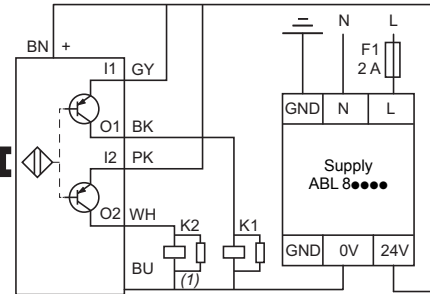 BN +
I1 GY
O1 BK
I2 PK
O2 WH
BU
K2
(1)
K1
N L
F1
2 A
GND N L
Supply
ABL 8●●●●
GND 0V 24V